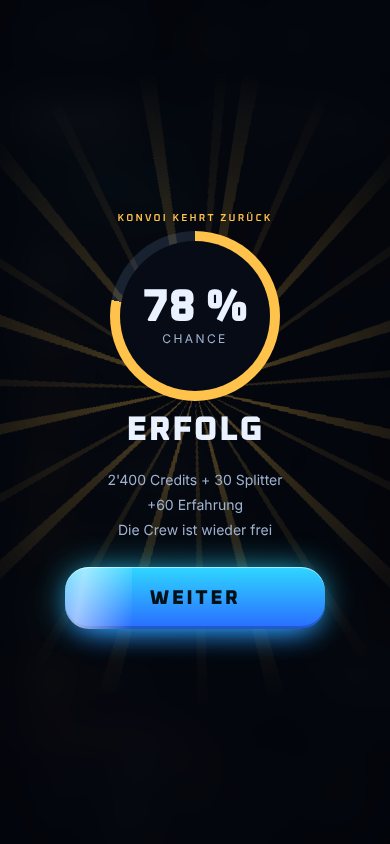 KONVOI KEHRT ZURÜCK
78 %
CHANCE
ERFOLG
2'400 Credits + 30 Splitter
+60 Erfahrung
Die Crew ist wieder frei
WEITER